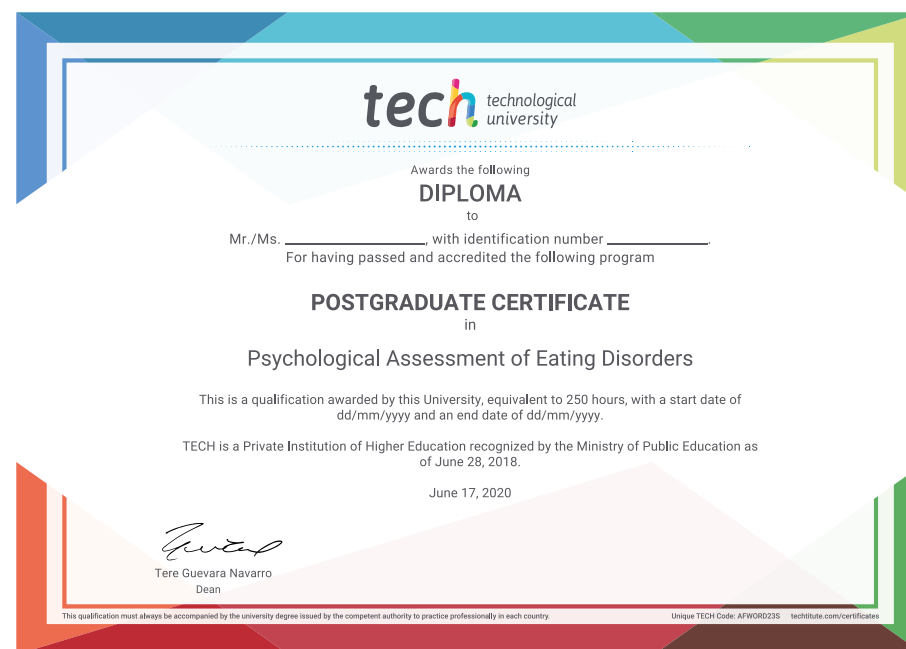 tech technological
university
Awards the following
DIPLOMA
to
Mr./Ms. ____________________, with identification number ______________.
For having passed and accredited the following program
POSTGRADUATE CERTIFICATE
in
Psychological Assessment of Eating Disorders
This is a qualification awarded by this University, equivalent to 250 hours, with a start date of
dd/mm/yyyy and an end date of dd/mm/yyyy.
TECH is a Private Institution of Higher Education recognized by the Ministry of Public Education as
of June 28, 2018.
June 17, 2020
Tere Guevara Navarro
Dean
This qualification must always be accompanied by the university degree issued by the competent authority to practice professionally in each country. Unique TECH Code: AFWORD23S techtitute.com/certificates